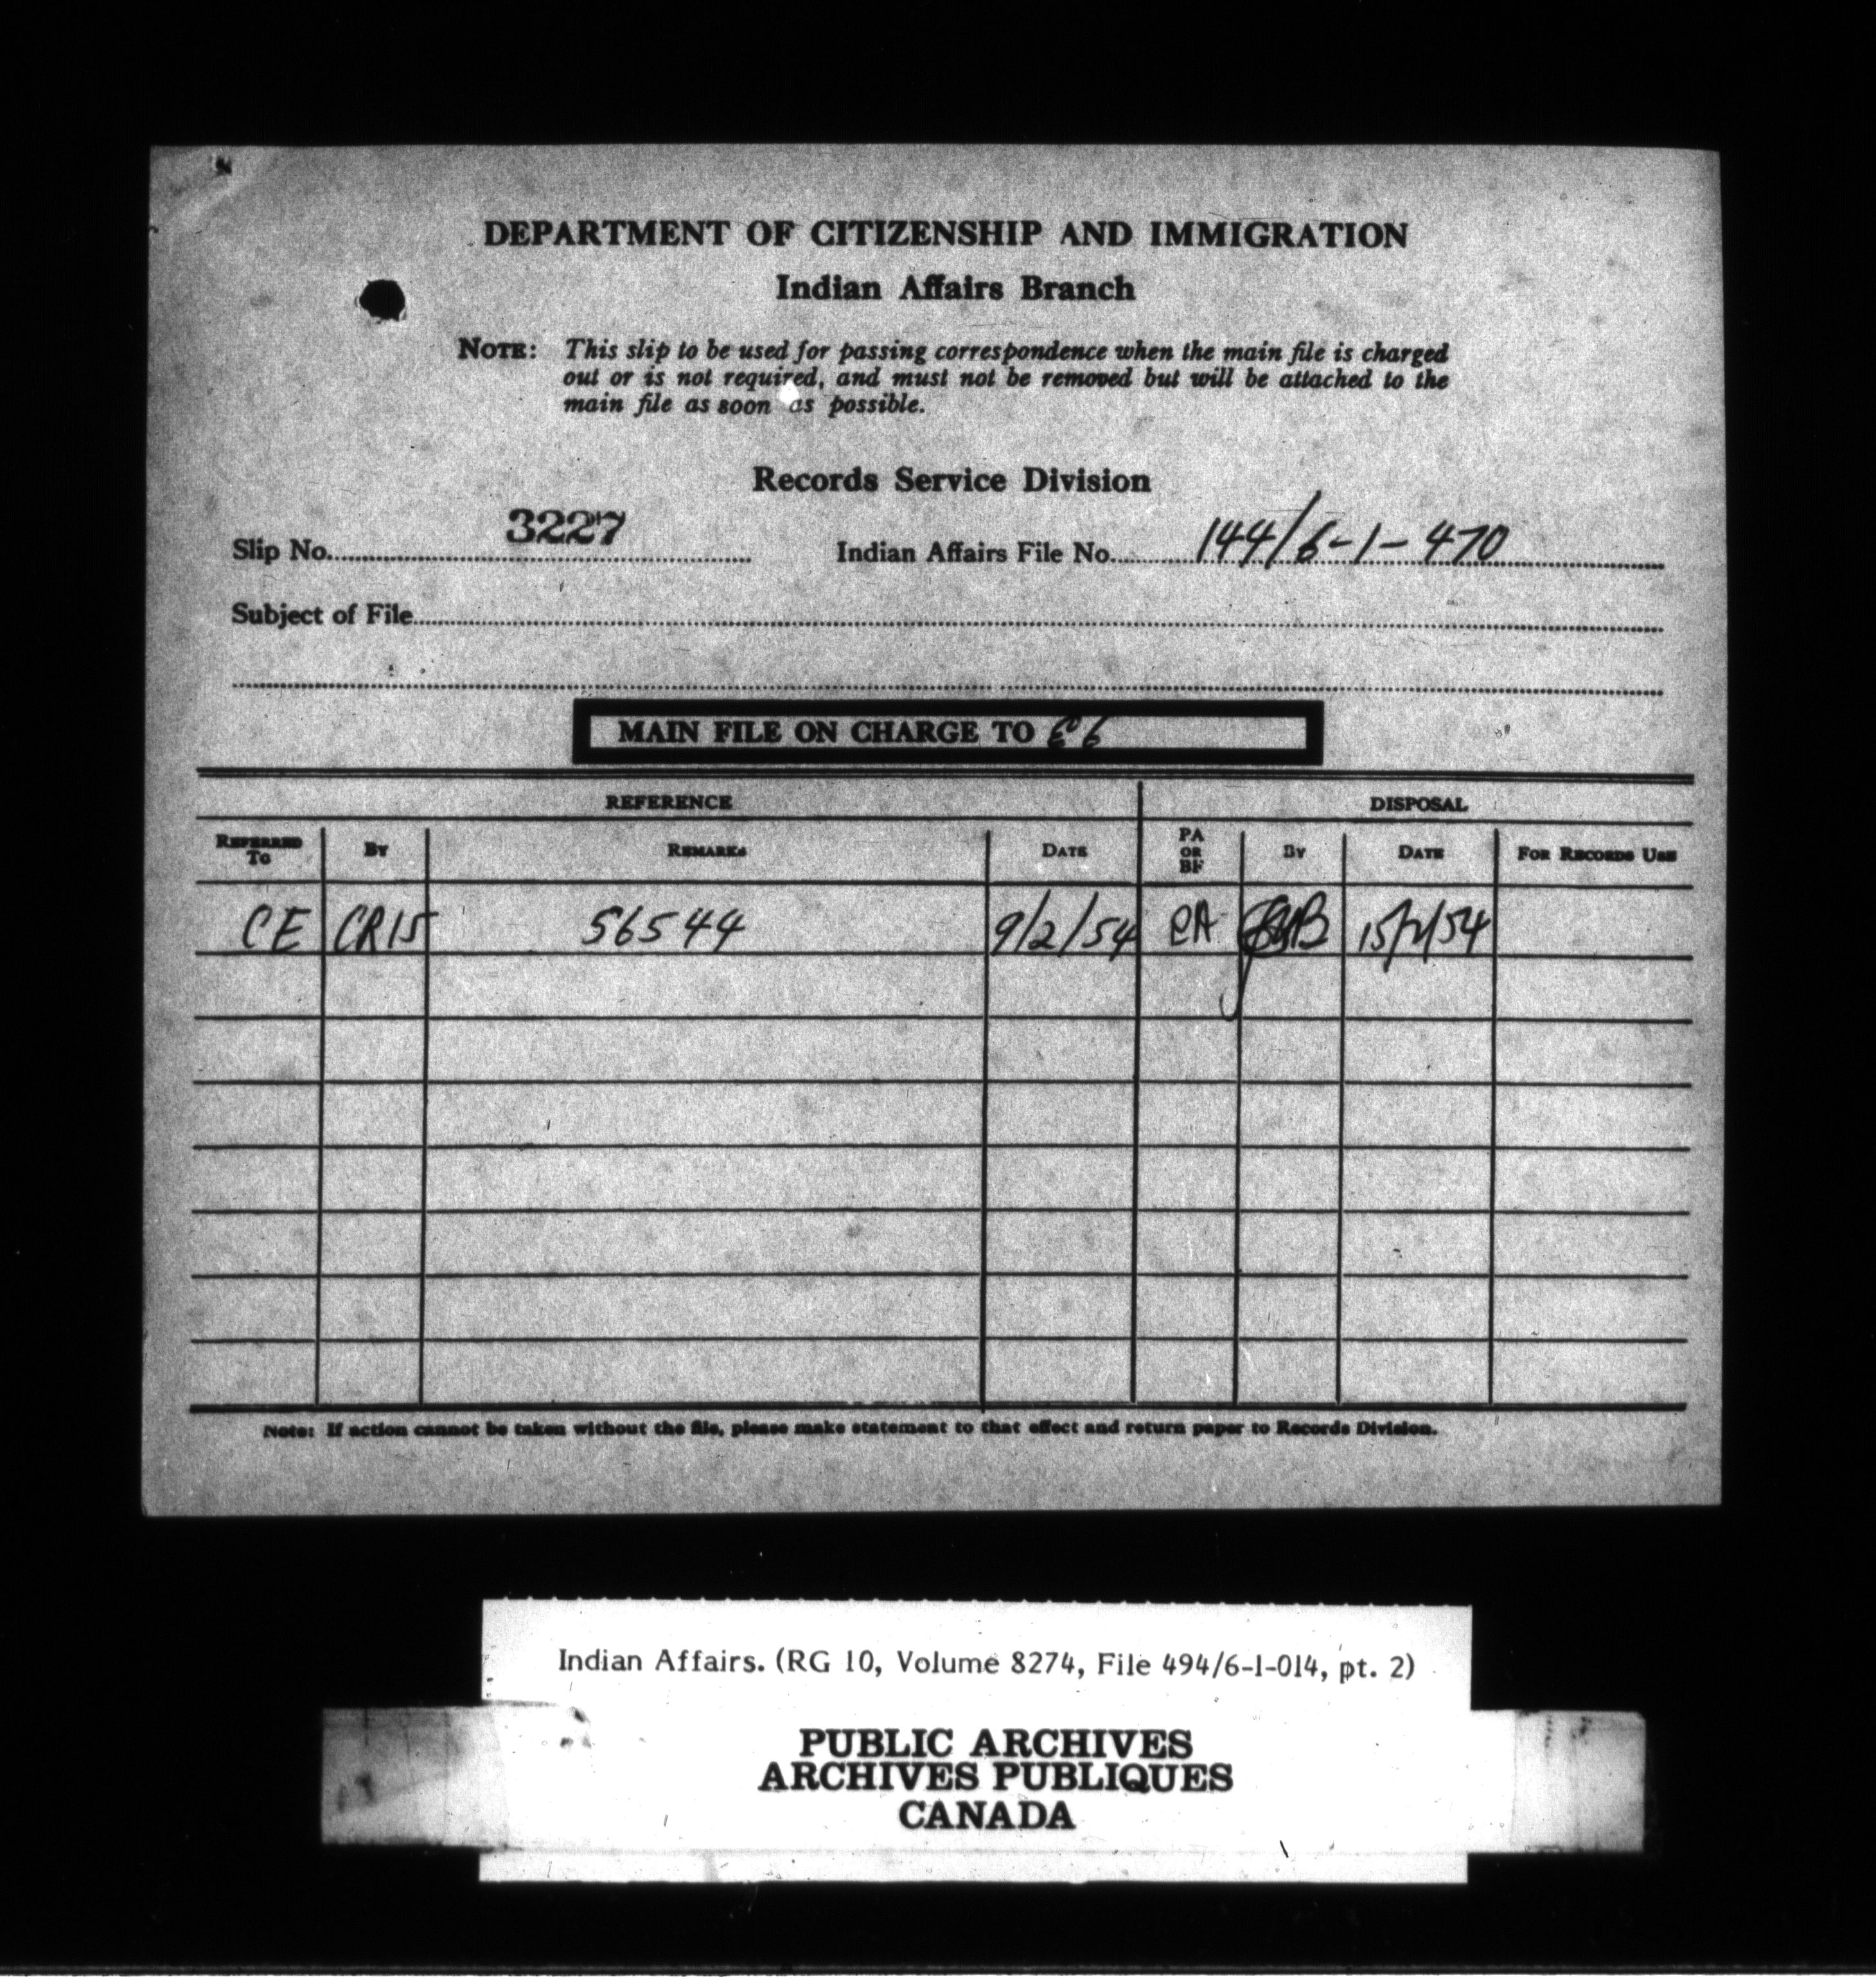 DEPARTMENT OF CITIZENSHIP AND IMMIGRATION
Indian Affairs Branch
NOTE: This slip to be used for passing correspondence when the main file is charged
out or is not required, and must not be removed but will be attached to the
main file as soon as possible.
Records Service Division
Slip No. 3227 Indian Affairs File No. 144/6-1-470
Subject of File
MAIN FILE ON CHARGE TO
REFERENCE DISPOSAL
REFERRED TO BY REMARKS DATE PA OR BF BY DATE FOR RECORDS USE
CE CR15 56544 9/2/54 PA 15/2/54
Note: If action cannot be taken without the file, please make statement to that effect and return paper to Records Division.
Indian Affairs. (RG 10, Volume 8274, File 494/6-1-014, pt. 2)
PUBLIC ARCHIVES
ARCHIVES PUBLIQUES
CANADA